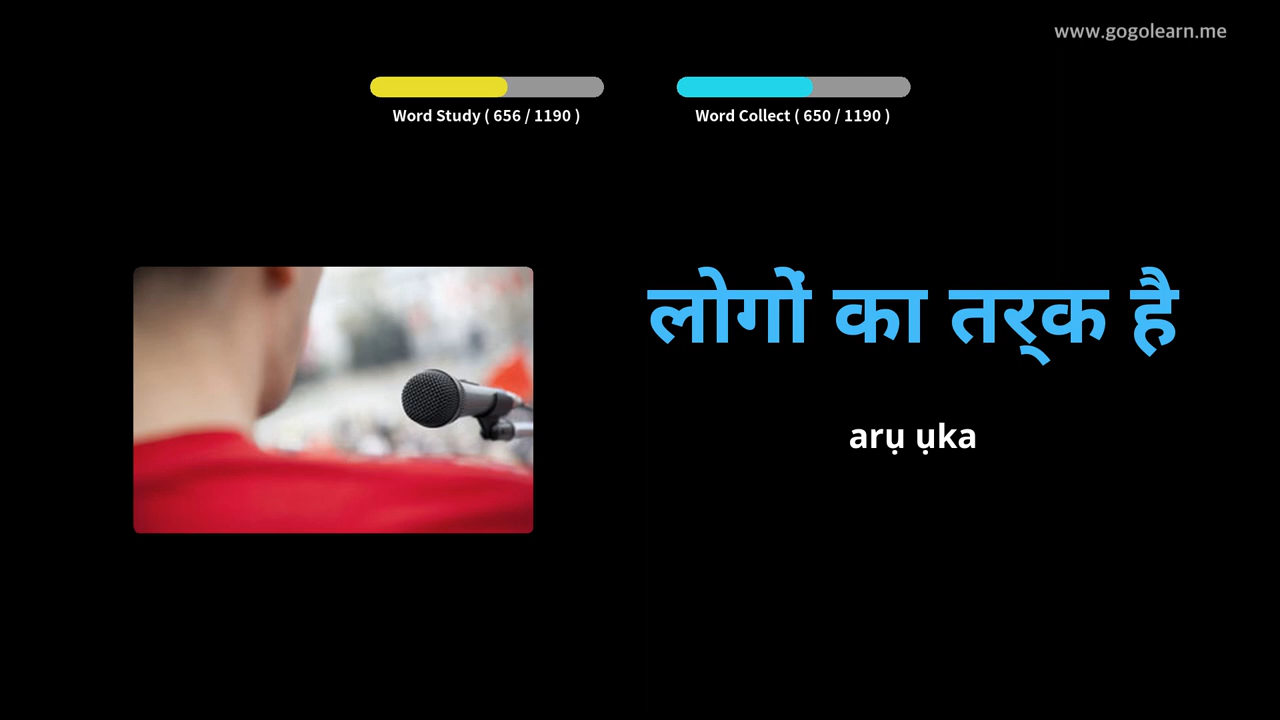 www.gogolearn.me
Word Study ( 656 / 1190 )
Word Collect ( 650 / 1190 )
लोगों का तर्‌क है
arụ ụka